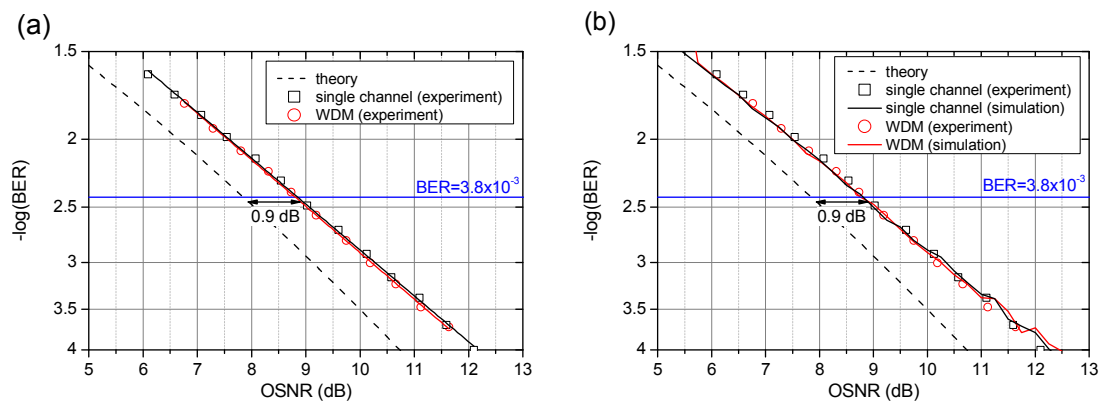 (a)
1.5
2
2.5
3
3.5
4
-log(BER)
5 6 7 8 9 10 11 12 13
OSNR (dB)
theory
single channel (experiment)
WDM (experiment)
BER=3.8x10-3
0.9 dB
(b)
1.5
2
2.5
3
3.5
4
-log(BER)
5 6 7 8 9 10 11 12 13
OSNR (dB)
theory
single channel (experiment)
single channel (simulation)
WDM (experiment)
WDM (simulation)
BER=3.8x10-3
0.9 dB